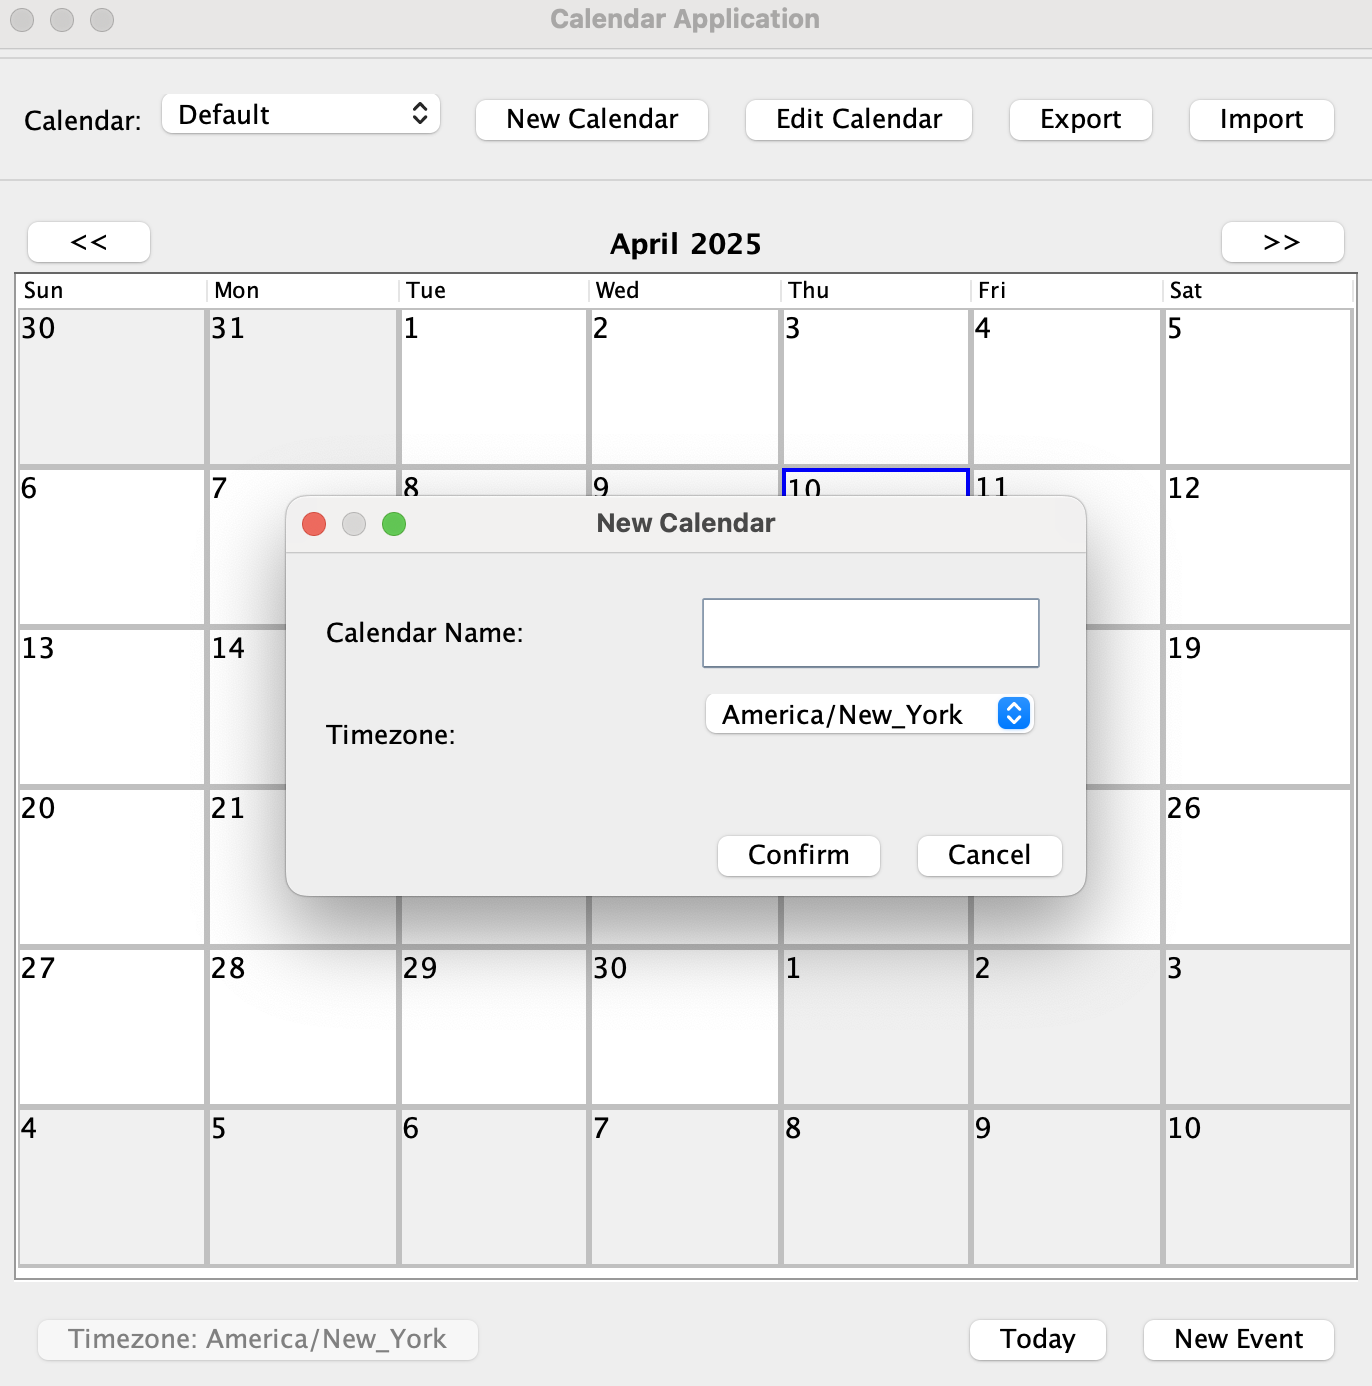 Calendar Application
Calendar: Default New Calendar Edit Calendar Export Import
<< April 2025 >>
Sun Mon Tue Wed Thu Fri Sat
30 31 1 2 3 4 5
6 7 8 9 10 11 12
New Calendar
Calendar Name:
13 14 19
America/New_York
Timezone:
20 21 26
Confirm Cancel
27 28 29 30 1 2 3
4 5 6 7 8 9 10
Timezone: America/New_York Today New Event